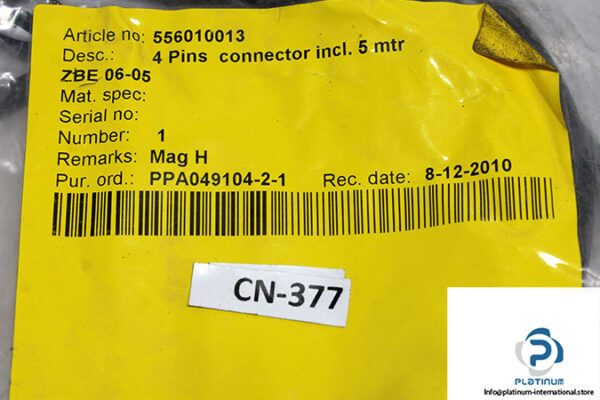 Article no: 556010013
Desc.: 4 Pins connector incl. 5 mtr
ZBE 06-05
Mat. spec:
Serial no:
Number: 1
Remarks: Mag H
Pur. ord.: PPA049104-2-1 Rec. date: 8-12-2010
CN-377
PLATINUM
info@platinum-international.store